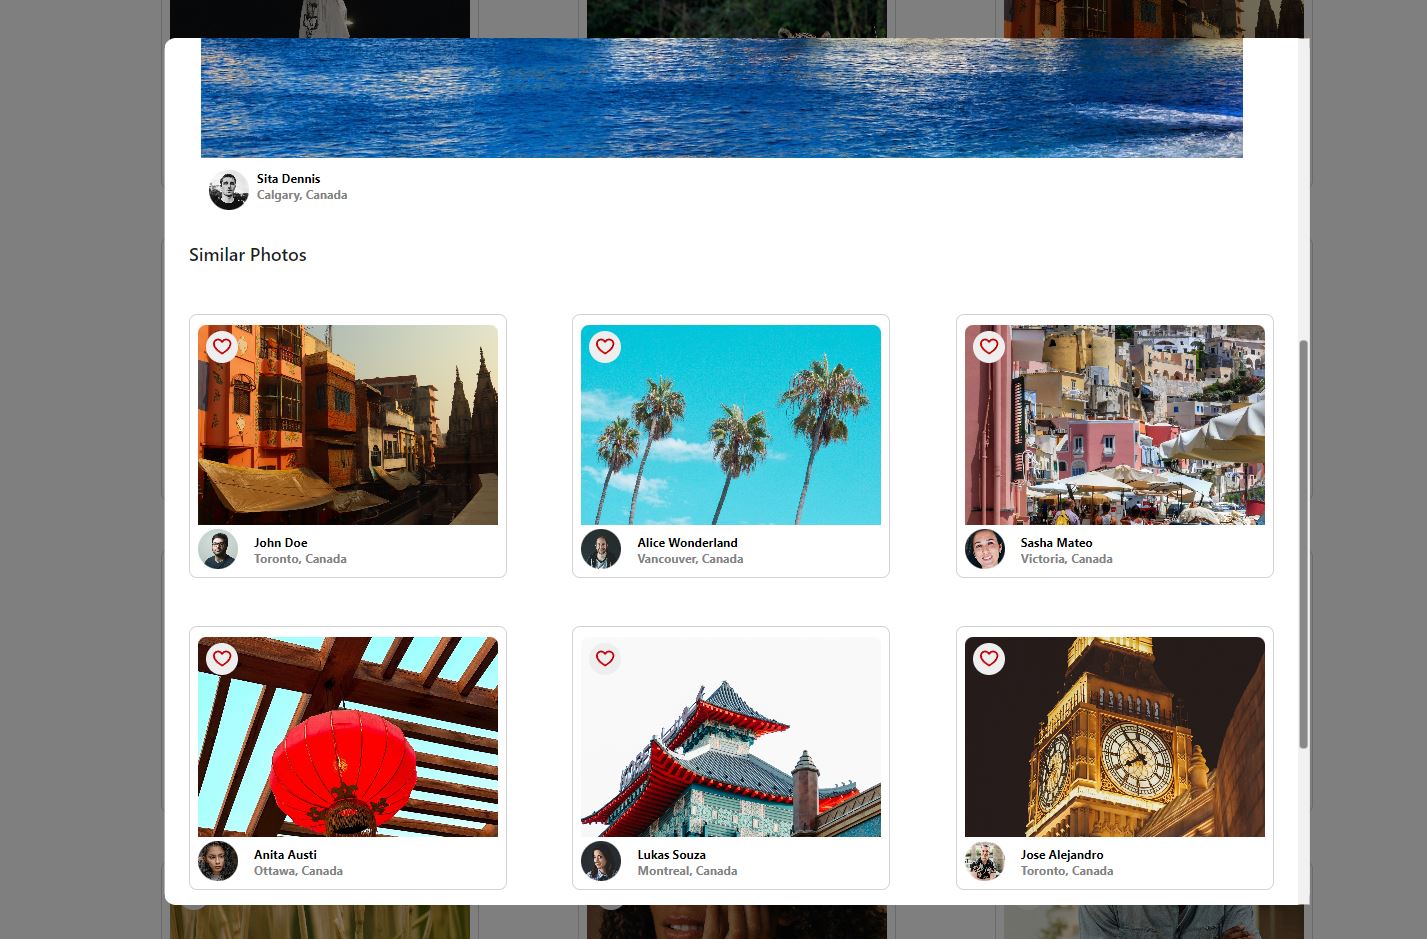 Sita Dennis
Calgary, Canada
Similar Photos
John Doe
Toronto, Canada
Alice Wonderland
Vancouver, Canada
Sasha Mateo
Victoria, Canada
Anita Austi
Ottawa, Canada
Lukas Souza
Montreal, Canada
Jose Alejandro
Toronto, Canada